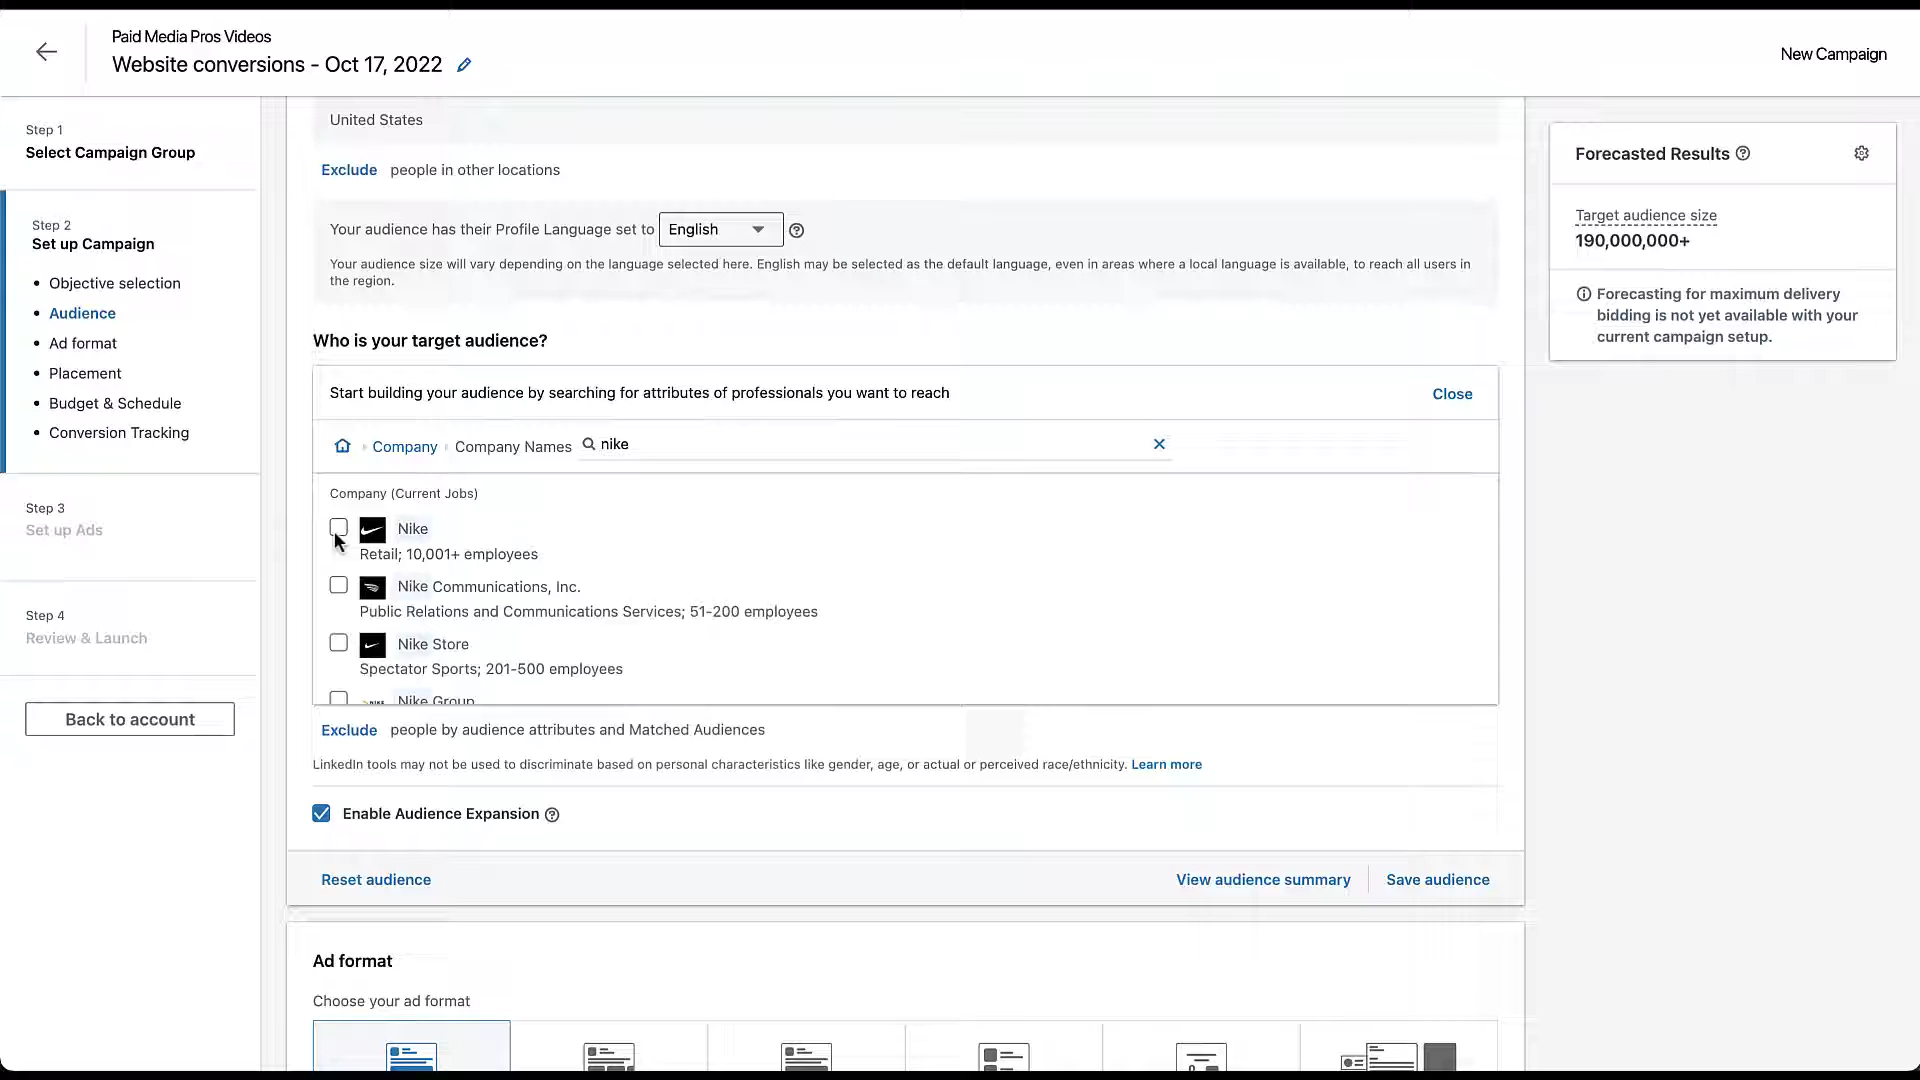 Paid Media Pros Videos
Website conversions - Oct 17, 2022
New Campaign
Step 1
Select Campaign Group
Step 2
Set up Campaign
Objective selection
Audience
Ad format
Placement
Budget & Schedule
Conversion Tracking
Step 3
Set up Ads
Step 4
Review & Launch
Back to account
United States
Exclude people in other locations
Your audience has their Profile Language set to English
Your audience size will vary depending on the language selected here. English may be selected as the default language, even in areas where a local language is available, to reach all users in
the region.
Who is your target audience?
Start building your audience by searching for attributes of professionals you want to reach
Close
Company Company Names nike
Company (Current Jobs)
Nike
Retail; 10,001+ employees
Nike Communications, Inc.
Public Relations and Communications Services; 51-200 employees
Nike Store
Spectator Sports; 201-500 employees
Nike Group
Exclude people by audience attributes and Matched Audiences
LinkedIn tools may not be used to discriminate based on personal characteristics like gender, age, or actual or perceived race/ethnicity. Learn more
Enable Audience Expansion
Reset audience
View audience summary
Save audience
Ad format
Choose your ad format
Forecasted Results
Target audience size
190,000,000+
Forecasting for maximum delivery
bidding is not yet available with your
current campaign setup.